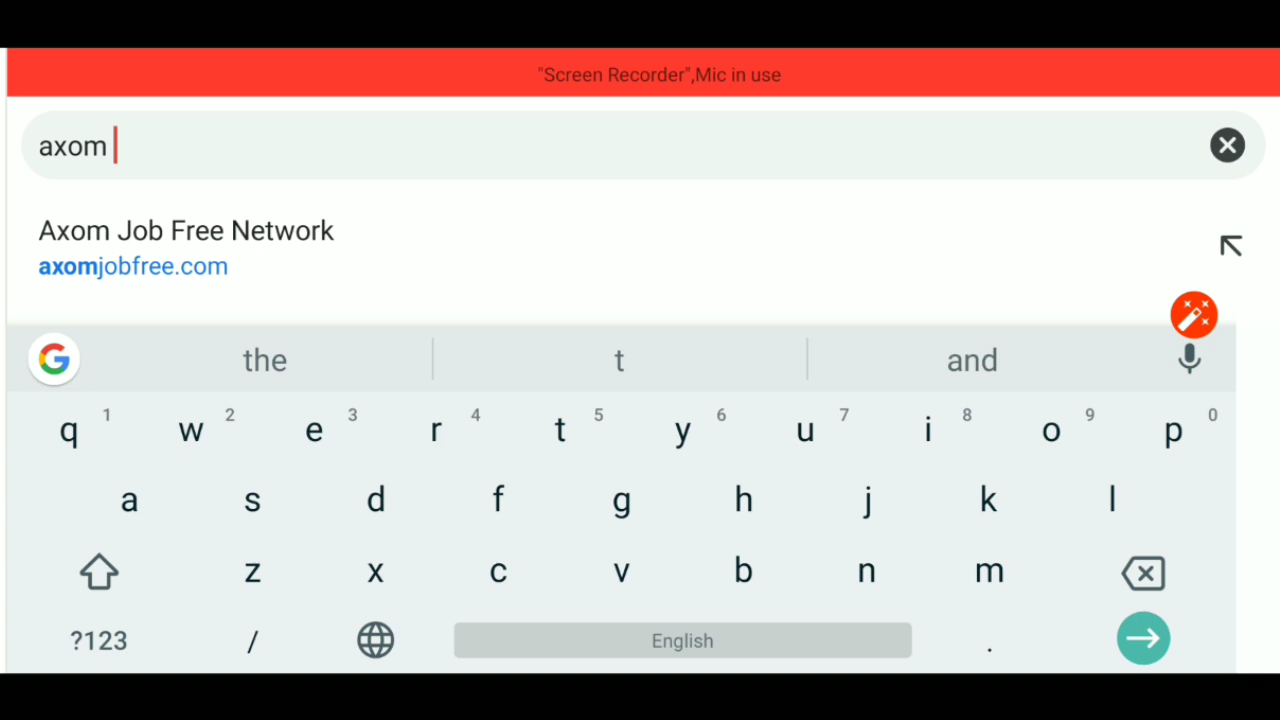 "Screen Recorder",Mic in use
axom
Axom Job Free Network
axomjobfree.com
the t and
q 1 w 2 e 3 r 4 t 5 y 6 u 7 i 8 o 9 p 0
a s d f g h j k l
z x c v b n m
?123 / English .